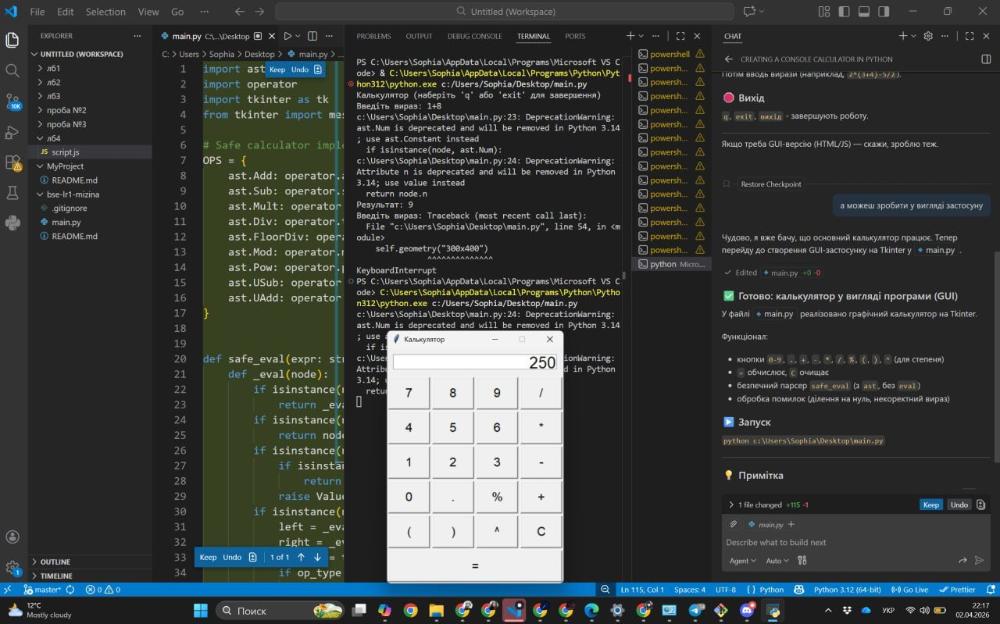 File Edit Selection View Go ··· Untitled (Workspace)
EXPLORER
UNTITLED (WORKSPACE)
л61
л62
л63
проба №2
проба №3
л64
JS script.js
MyProject
README.md
bse-lr1-mizina
.gitignore
main.py
README.md
OUTLINE
TIMELINE
10K
1
main.py C:\...\Desktop
C: > Users > Sophia > Desktop > main.py > ...
Keep Undo
1 import ast
2 import operator
3 import tkinter as tk
4 from tkinter import mes
5
6 # Safe calculator impl
7 OPS = {
8 ast.Add: operator.a
9 ast.Sub: operator.s
10 ast.Mult: operator
11 ast.Div: operator.t
12 ast.FloorDiv: opera
13 ast.Mod: operator.m
14 ast.Pow: operator.p
15 ast.USub: operator
16 ast.UAdd: operator
17 }
18
19
20 def safe_eval(expr: str
21 def _eval(node):
22 if isinstance(n
23 return _eva
24 if isinstance(n
25 return node
26 if isinstance(n
27 if isinstan
28 return
29 raise Value
30 if isinstance(n
31 left = _eva
32 right = _ev
33
34 if op_type
Keep Undo 1 of 1
PROBLEMS OUTPUT DEBUG CONSOLE TERMINAL PORTS
PS C:\Users\Sophia\AppData\Local\Programs\Microsoft VS C
ode> & C:\Users\Sophia\AppData\Local\Programs\Python\Pyt
hon312\python.exe c:/Users/Sophia/Desktop/main.py
Калькулятор (наберіть 'q' або 'exit' для завершення)
Введіть вираз: 1+8
c:\Users\Sophia\Desktop\main.py:23: DeprecationWarning:
ast.Num is deprecated and will be removed in Python 3.14
; use ast.Constant instead
if isinstance(node, ast.Num):
c:\Users\Sophia\Desktop\main.py:24: DeprecationWarning:
Attribute n is deprecated and will be removed in Python
3.14; use value instead
return node.n
Результат: 9
Введіть вираз: Traceback (most recent call last):
File "c:\Users\Sophia\Desktop\main.py", line 54, in <m
odule>
self.geometry("300x400")
^^^^^^^^^^^^^^^
KeyboardInterrupt
PS C:\Users\Sophia\AppData\Local\Programs\Microsoft VS C
ode> C:\Users\Sophia\AppData\Local\Programs\Python\Pytho
n312\python.exe c:/Users/Sophia/Desktop/main.py
c:\Users\Sophia\Desktop\main.py:24: DeprecationWarning:
ast.Num is deprecated and will be removed in Python 3.14
; use a
if is
c:\User
Attribu
3.14; u
retur
cationWarning:
d in Python
powershell
powersh...
powersh...
powersh...
powersh...
powersh...
powersh...
powersh...
powersh...
powersh...
powersh...
powersh...
powersh...
powersh...
powersh...
python Micro...
Калькулятор
250
7 8 9 /
4 5 6 *
1 2 3 -
0 . % +
( ) ^ C
=
CHAT
CREATING A CONSOLE CALCULATOR IN PYTHON
Потім вводь вирази (наприклад, 2*(3+4)-5/2).
Вихід
q, exit, вихід - завершують роботу.
Якщо треба GUI-версію (HTML/JS) — скажи, зроблю теж.
Restore Checkpoint
а можеш зробити у вигляді застосуну
Чудово, я вже бачу, що основний калькулятор працює. Тепер
перейду до створення GUI-застосунку на Tkinter у main.py .
Edited main.py +0 -0
Готово: калькулятор у вигляді програми (GUI)
У файлі main.py реалізовано графічний калькулятор на Tkinter.
Функціонал:
• кнопки 0-9, ., +, -, *, /, %, (, ), ^ (для степеня)
• = обчислює, C очищає
• безпечний парсер safe_eval (з ast, без eval)
• обробка помилок (ділення на нуль, некоректний вираз)
Запуск
python c:\Users\Sophia\Desktop\main.py
Примітка
1 file changed +115 -1 Keep Undo
main.py
Describe what to build next
Agent Auto
master* 0 0 Ln 115, Col 1 Spaces: 4 UTF-8 { } Python Python 3.12 (64-bit) Go Live Prettier
12°C
Mostly cloudy
Пошук
УКР
22:17
02.04.2026